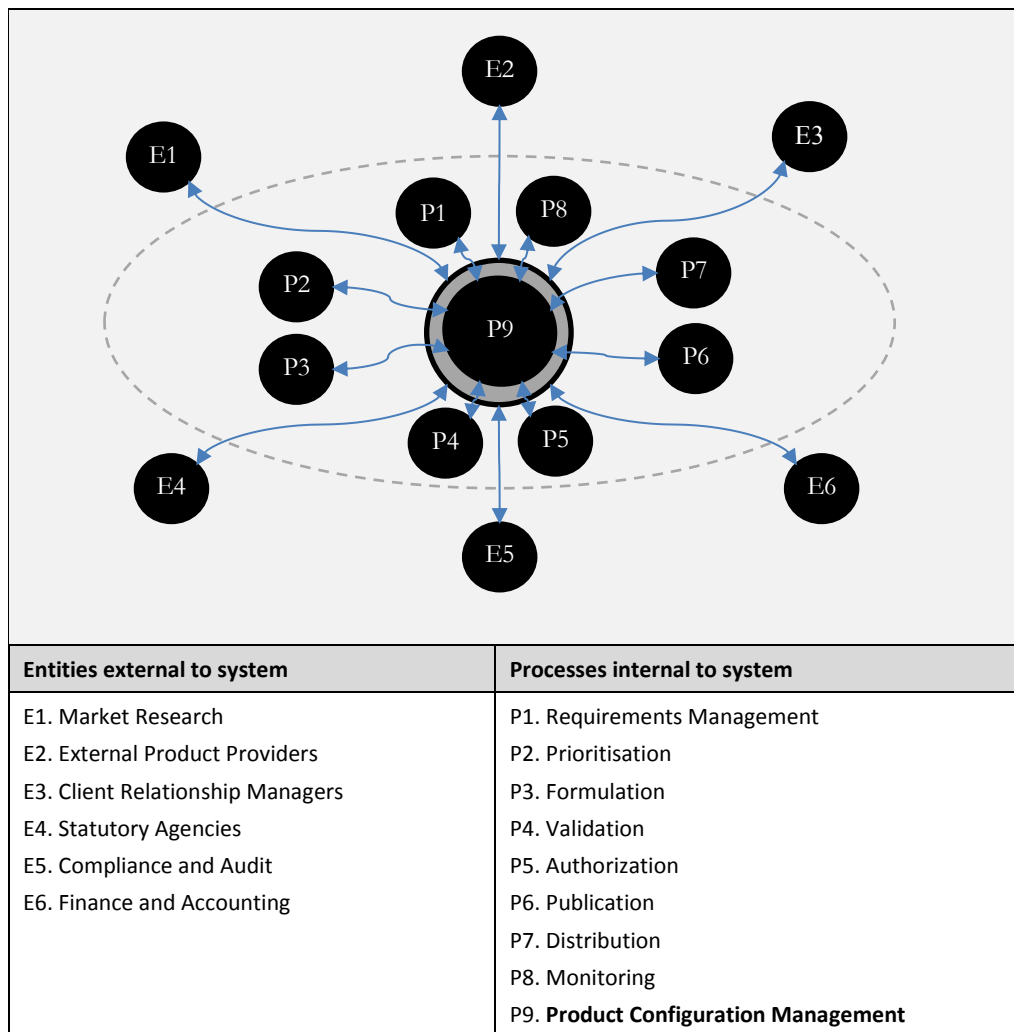 E2
E3
E1
P1
P8
P7
P2
P9
P6
P3
P4
P5
E4
E6
E5
Entities external to system
Processes internal to system
E1. Market Research
E2. External Product Providers
E3. Client Relationship Managers
E4. Statutory Agencies
E5. Compliance and Audit
E6. Finance and Accounting
P1. Requirements Management
P2. Prioritisation
P3. Formulation
P4. Validation
P5. Authorization
P6. Publication
P7. Distribution
P8. Monitoring
P9. Product Configuration Management